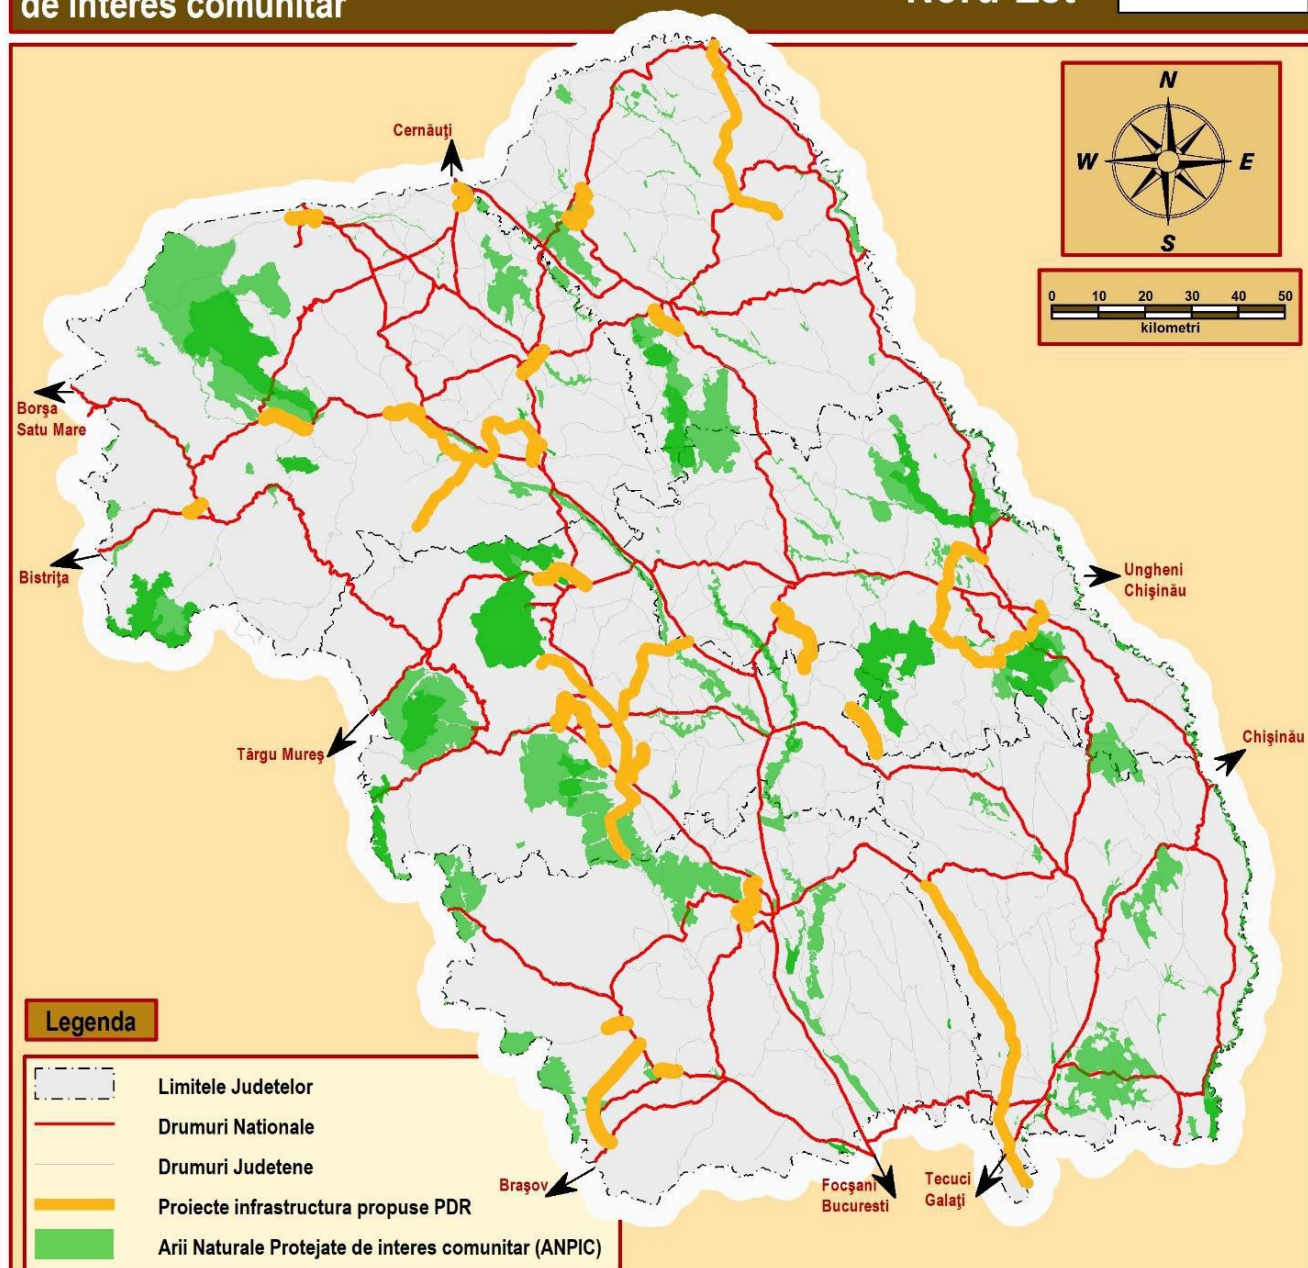 de interes comunitar
Nord-Est
N
W
E
S
0 10 20 30 40 50
kilometri
Cernăuţi
Borşa
Satu Mare
Bistriţa
Ungheni
Chişinău
Târgu Mureş
Chişinău
Braşov
Focşani
Bucuresti
Tecuci
Galaţi
Legenda
Limitele Judetelor
Drumuri Nationale
Drumuri Judetene
Proiecte infrastructura propuse PDR
Arii Naturale Protejate de interes comunitar (ANPIC)